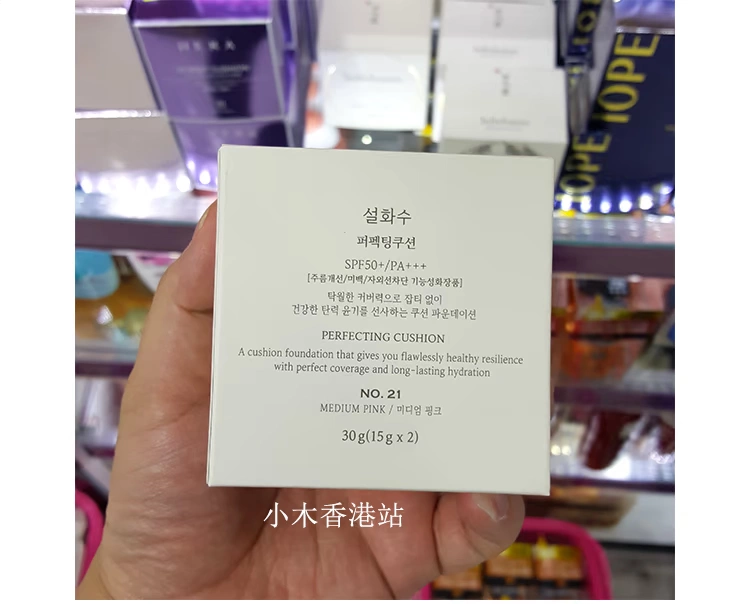 HERA
IOPE
IOPE
설화수
퍼펙팅쿠션
SPF50+/PA+++
[주름개선/미백/자외선차단 기능성화장품]
탁월한 커버력으로 잡티 없이
건강한 탄력 윤기를 선사하는 쿠션 파운데이션
PERFECTING CUSHION
A cushion foundation that gives you flawlessly healthy resilience
with perfect coverage and long-lasting hydration
NO. 21
MEDIUM PINK / 미디엄 핑크
30g(15g x 2)
小木香港站